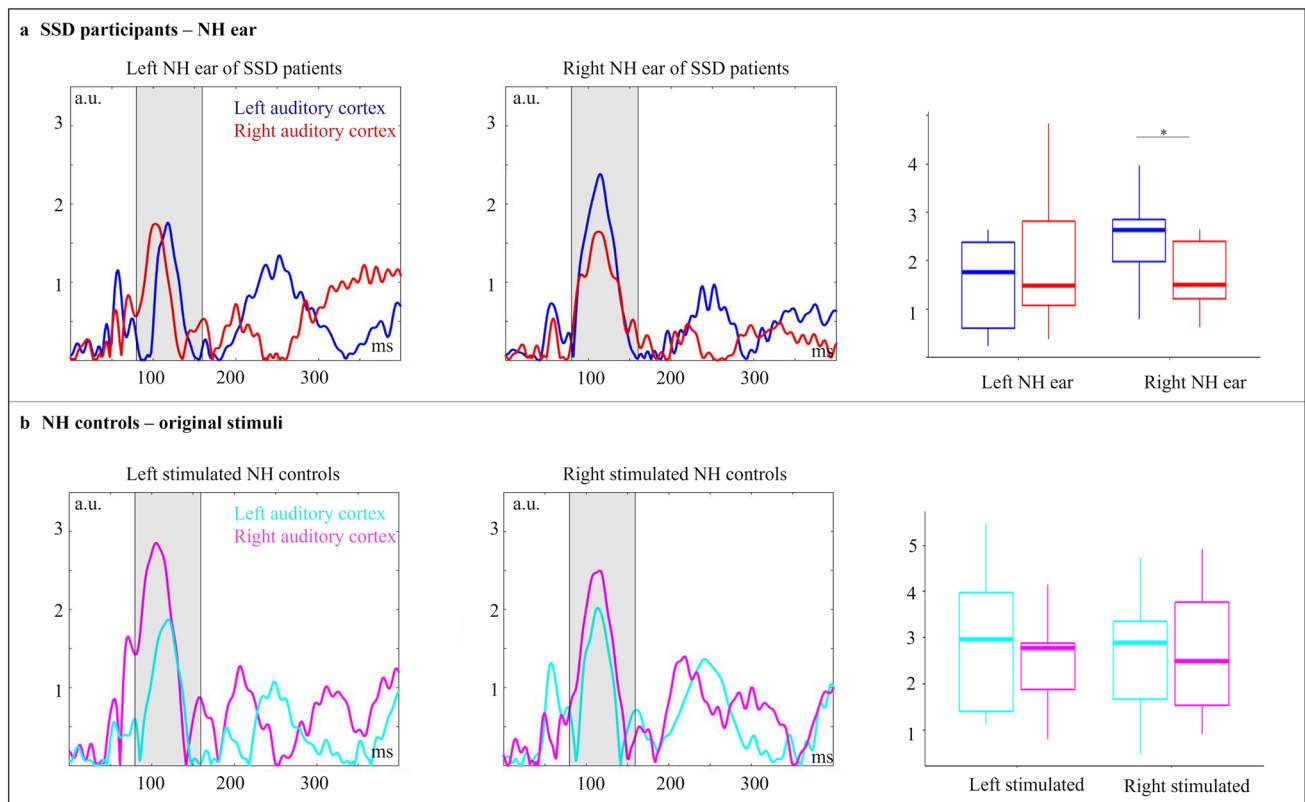 a SSD participants – NH ear
Left NH ear of SSD patients
a.u.
Left auditory cortex
Right auditory cortex
3
2
1
ms
100 200 300
Right NH ear of SSD patients
a.u.
3
2
1
ms
100 200 300
*
4
3
2
1
Left NH ear Right NH ear
b NH controls – original stimuli
Left stimulated NH controls
a.u.
Left auditory cortex
Right auditory cortex
3
2
1
ms
100 200 300
Right stimulated NH controls
a.u.
3
2
1
ms
100 200 300
5
4
3
2
1
Left stimulated Right stimulated